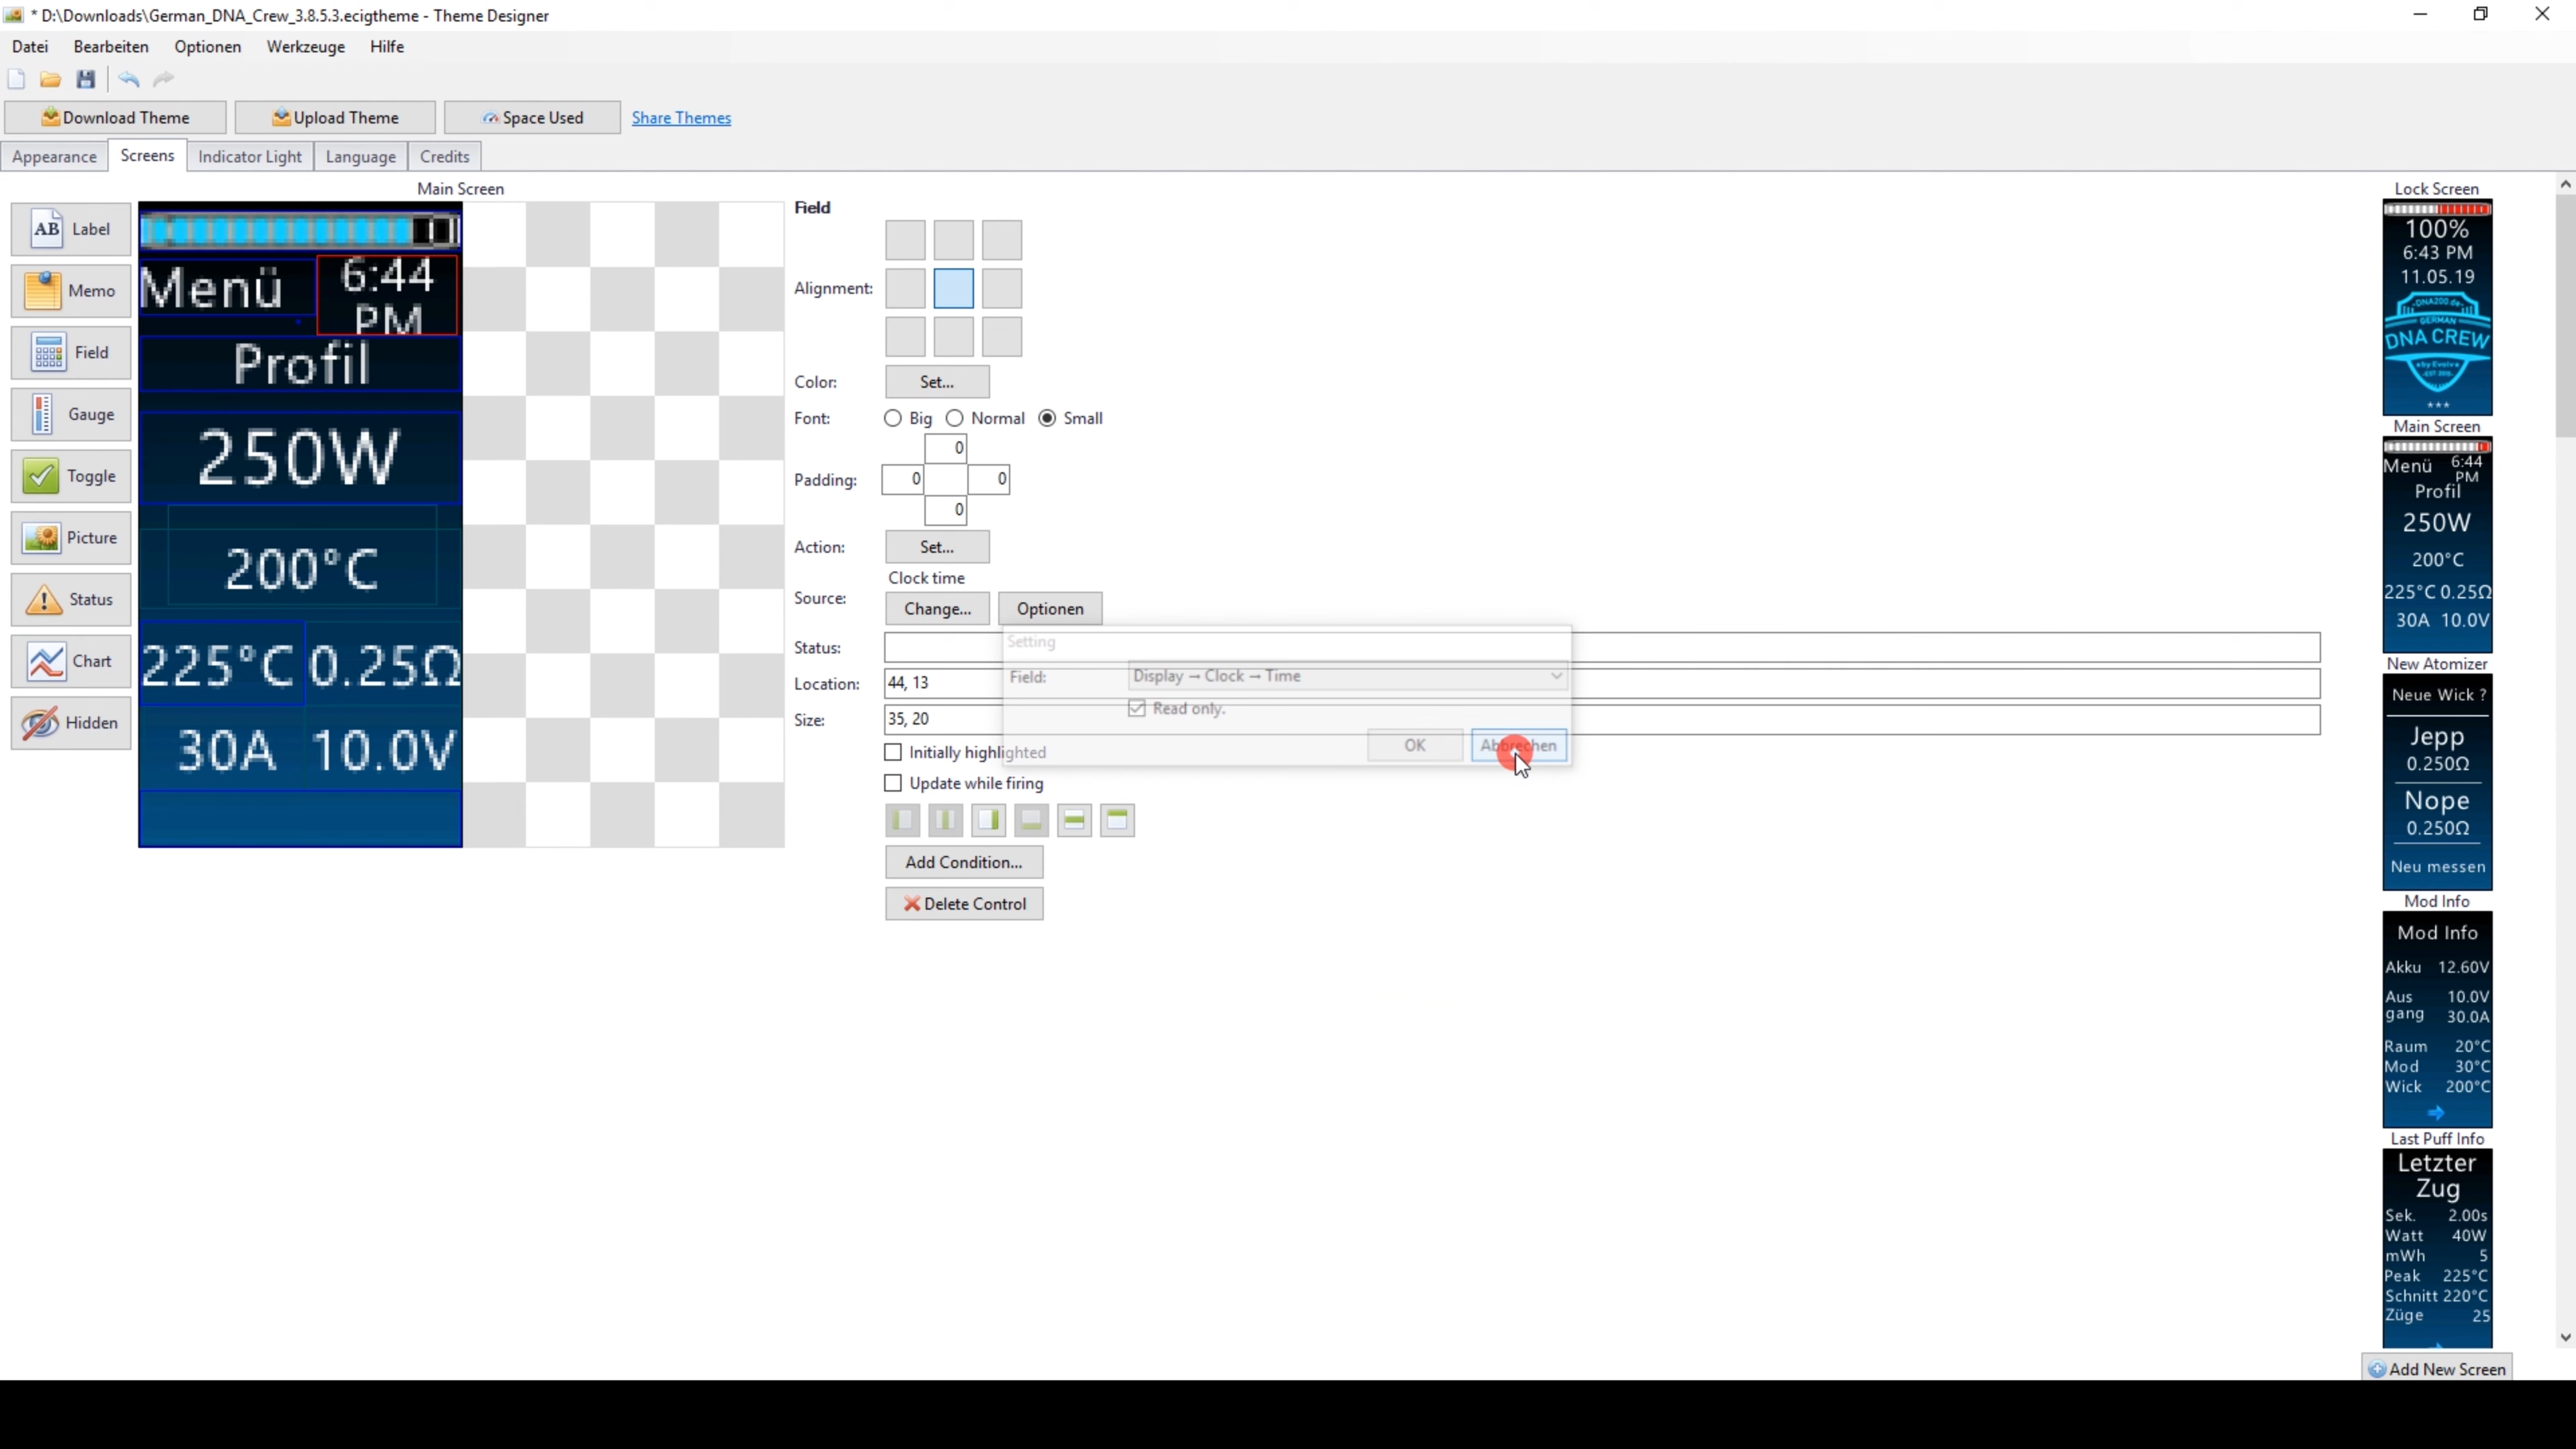 * D:\Downloads\German_DNA_Crew_3.8.5.3.ecigtheme - Theme Designer
Datei Bearbeiten Optionen Werkzeuge Hilfe
Download Theme Upload Theme Space Used Share Themes
Appearance Screens Indicator Light Language Credits
Main Screen
AB Label
Memo
Field
Gauge
Toggle
Picture
Status
Chart
Hidden
Menü 6:44
PM
Profil
250W
200°C
225°C 0.25Ω
30A 10.0V
Field
Alignment:
Color: Set...
Font: Big Normal Small
Padding: 0 0 0 0
Action: Set...
Clock time
Source: Change... Optionen
Status:
Location: 44, 13
Size: 35, 20
Setting
Field: Display → Clock → Time
Read only.
OK Abbrechen
Initially highlighted
Update while firing
Add Condition...
Delete Control
Lock Screen
100%
6:43 PM
11.05.19
DNA200.de
GERMAN
DNA CREW
by Evolve
***
Main Screen
Menü 6:44
PM
Profil
250W
200°C
225°C 0.25Ω
30A 10.0V
New Atomizer
Neue Wick ?
Jepp
0.250Ω
Nope
0.250Ω
Neu messen
Mod Info
Mod Info
Akku 12.60V
Aus 10.0V
gang 30.0A
Raum 20°C
Mod 30°C
Wick 200°C
Last Puff Info
Letzter
Zug
Sek. 2.00s
Watt 40W
mWh 5
Peak 225°C
Schnitt 220°C
Züge 25
Add New Screen